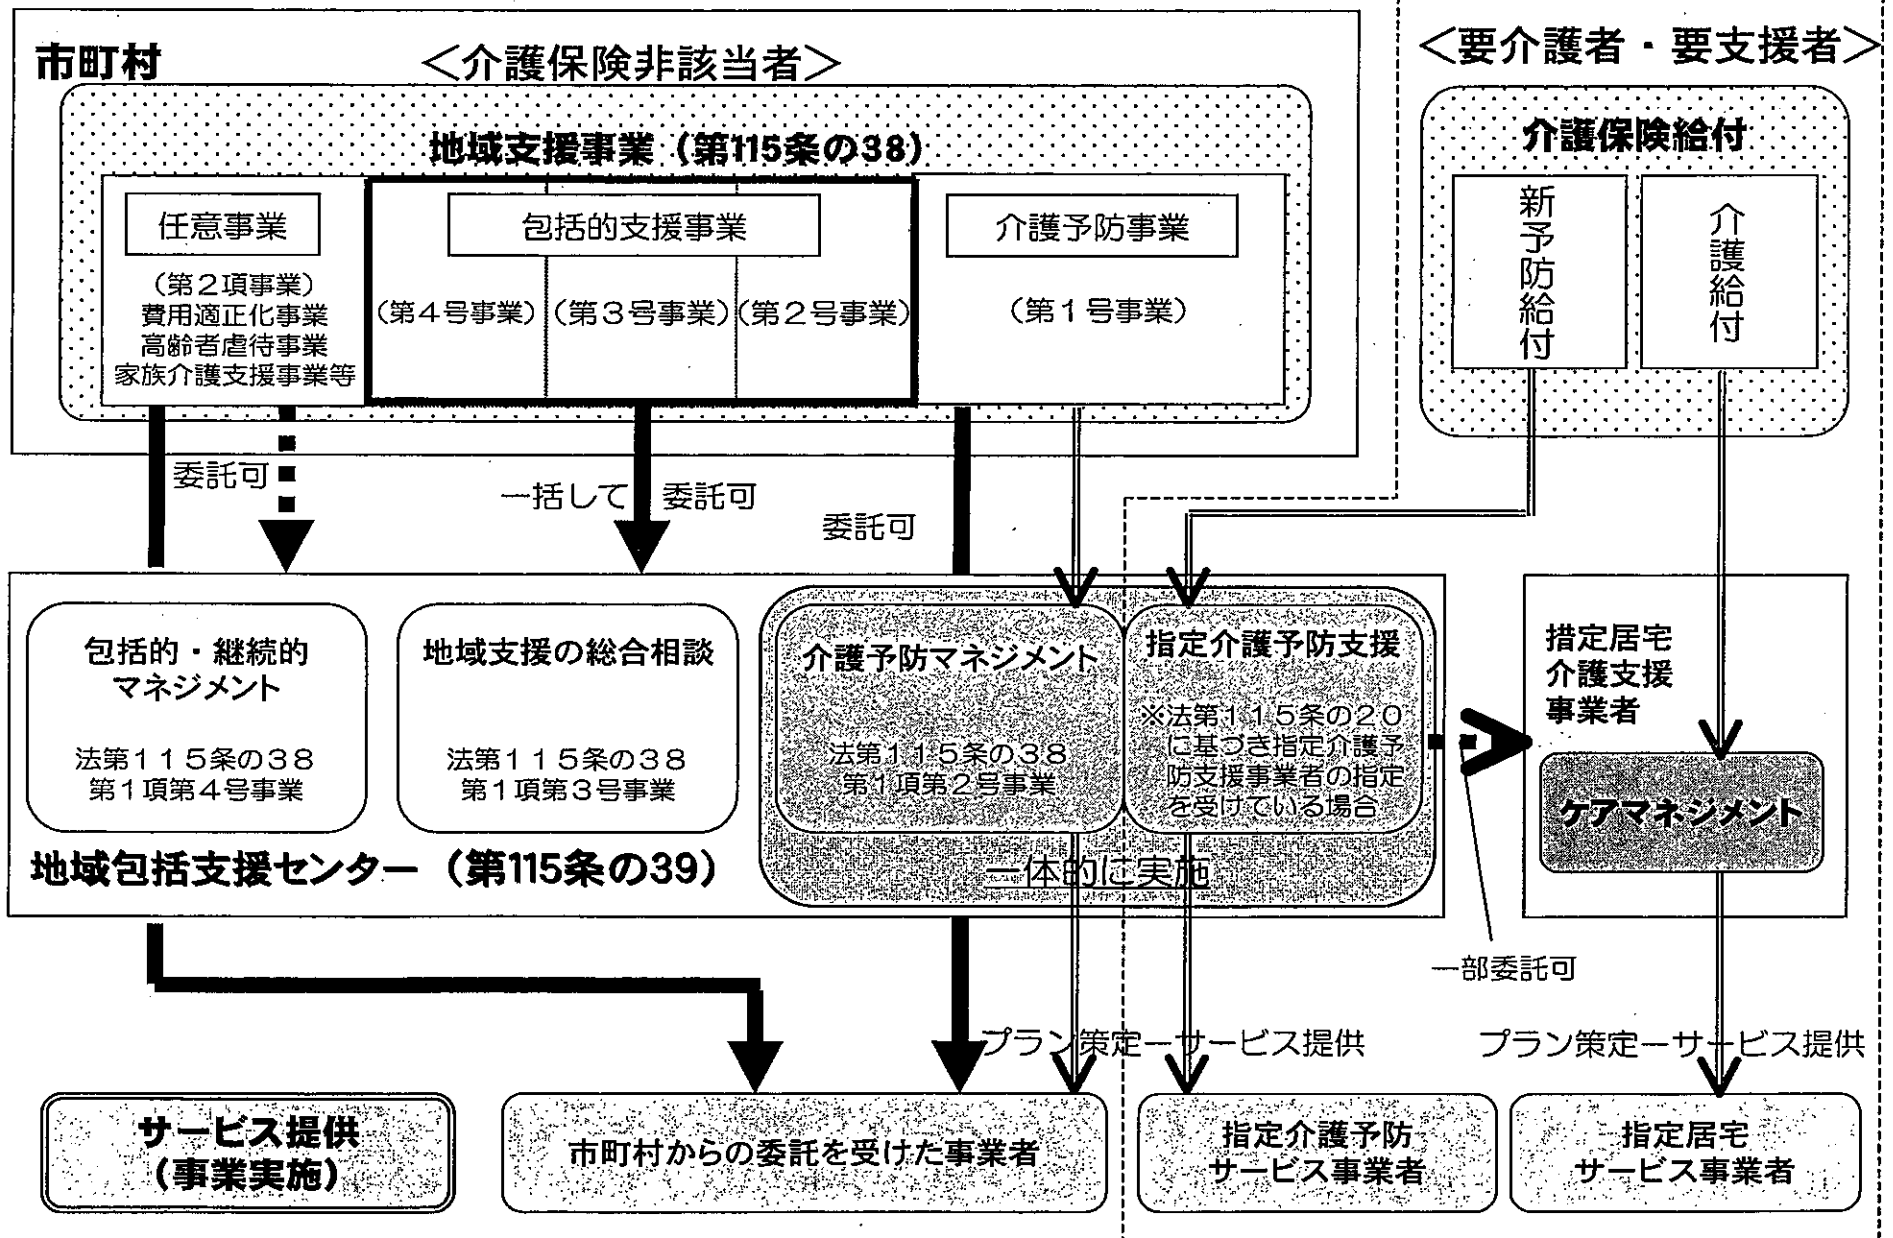 市町村
＜介護保険非該当者＞
＜要介護者・要支援者＞
地域支援事業（第115条の38）
介護保険給付
任意事業
（第２項事業）
費用適正化事業
高齢者虐待事業
家族介護支援事業等
包括的支援事業
（第４号事業）
（第３号事業）
（第２号事業）
介護予防事業
（第１号事業）
新予防給付
介護給付
委託可
一括して 委託可
委託可
包括的・継続的
マネジメント
法第１１５条の３８
第１項第４号事業
地域支援の総合相談
法第１１５条の３８
第１項第３号事業
介護予防マネジメント
法第１１５条の３８
第１項第２号事業
指定介護予防支援
※法第１１５条の２０
に基づき指定介護予
防支援事業者の指定
を受けている場合
一体的に実施
地域包括支援センター（第115条の39）
指定居宅
介護支援
事業者
ケアマネジメント
一部委託可
プラン策定ーサービス提供
プラン策定ーサービス提供
サービス提供
（事業実施）
市町村からの委託を受けた事業者
指定介護予防
サービス事業者
指定居宅
サービス事業者